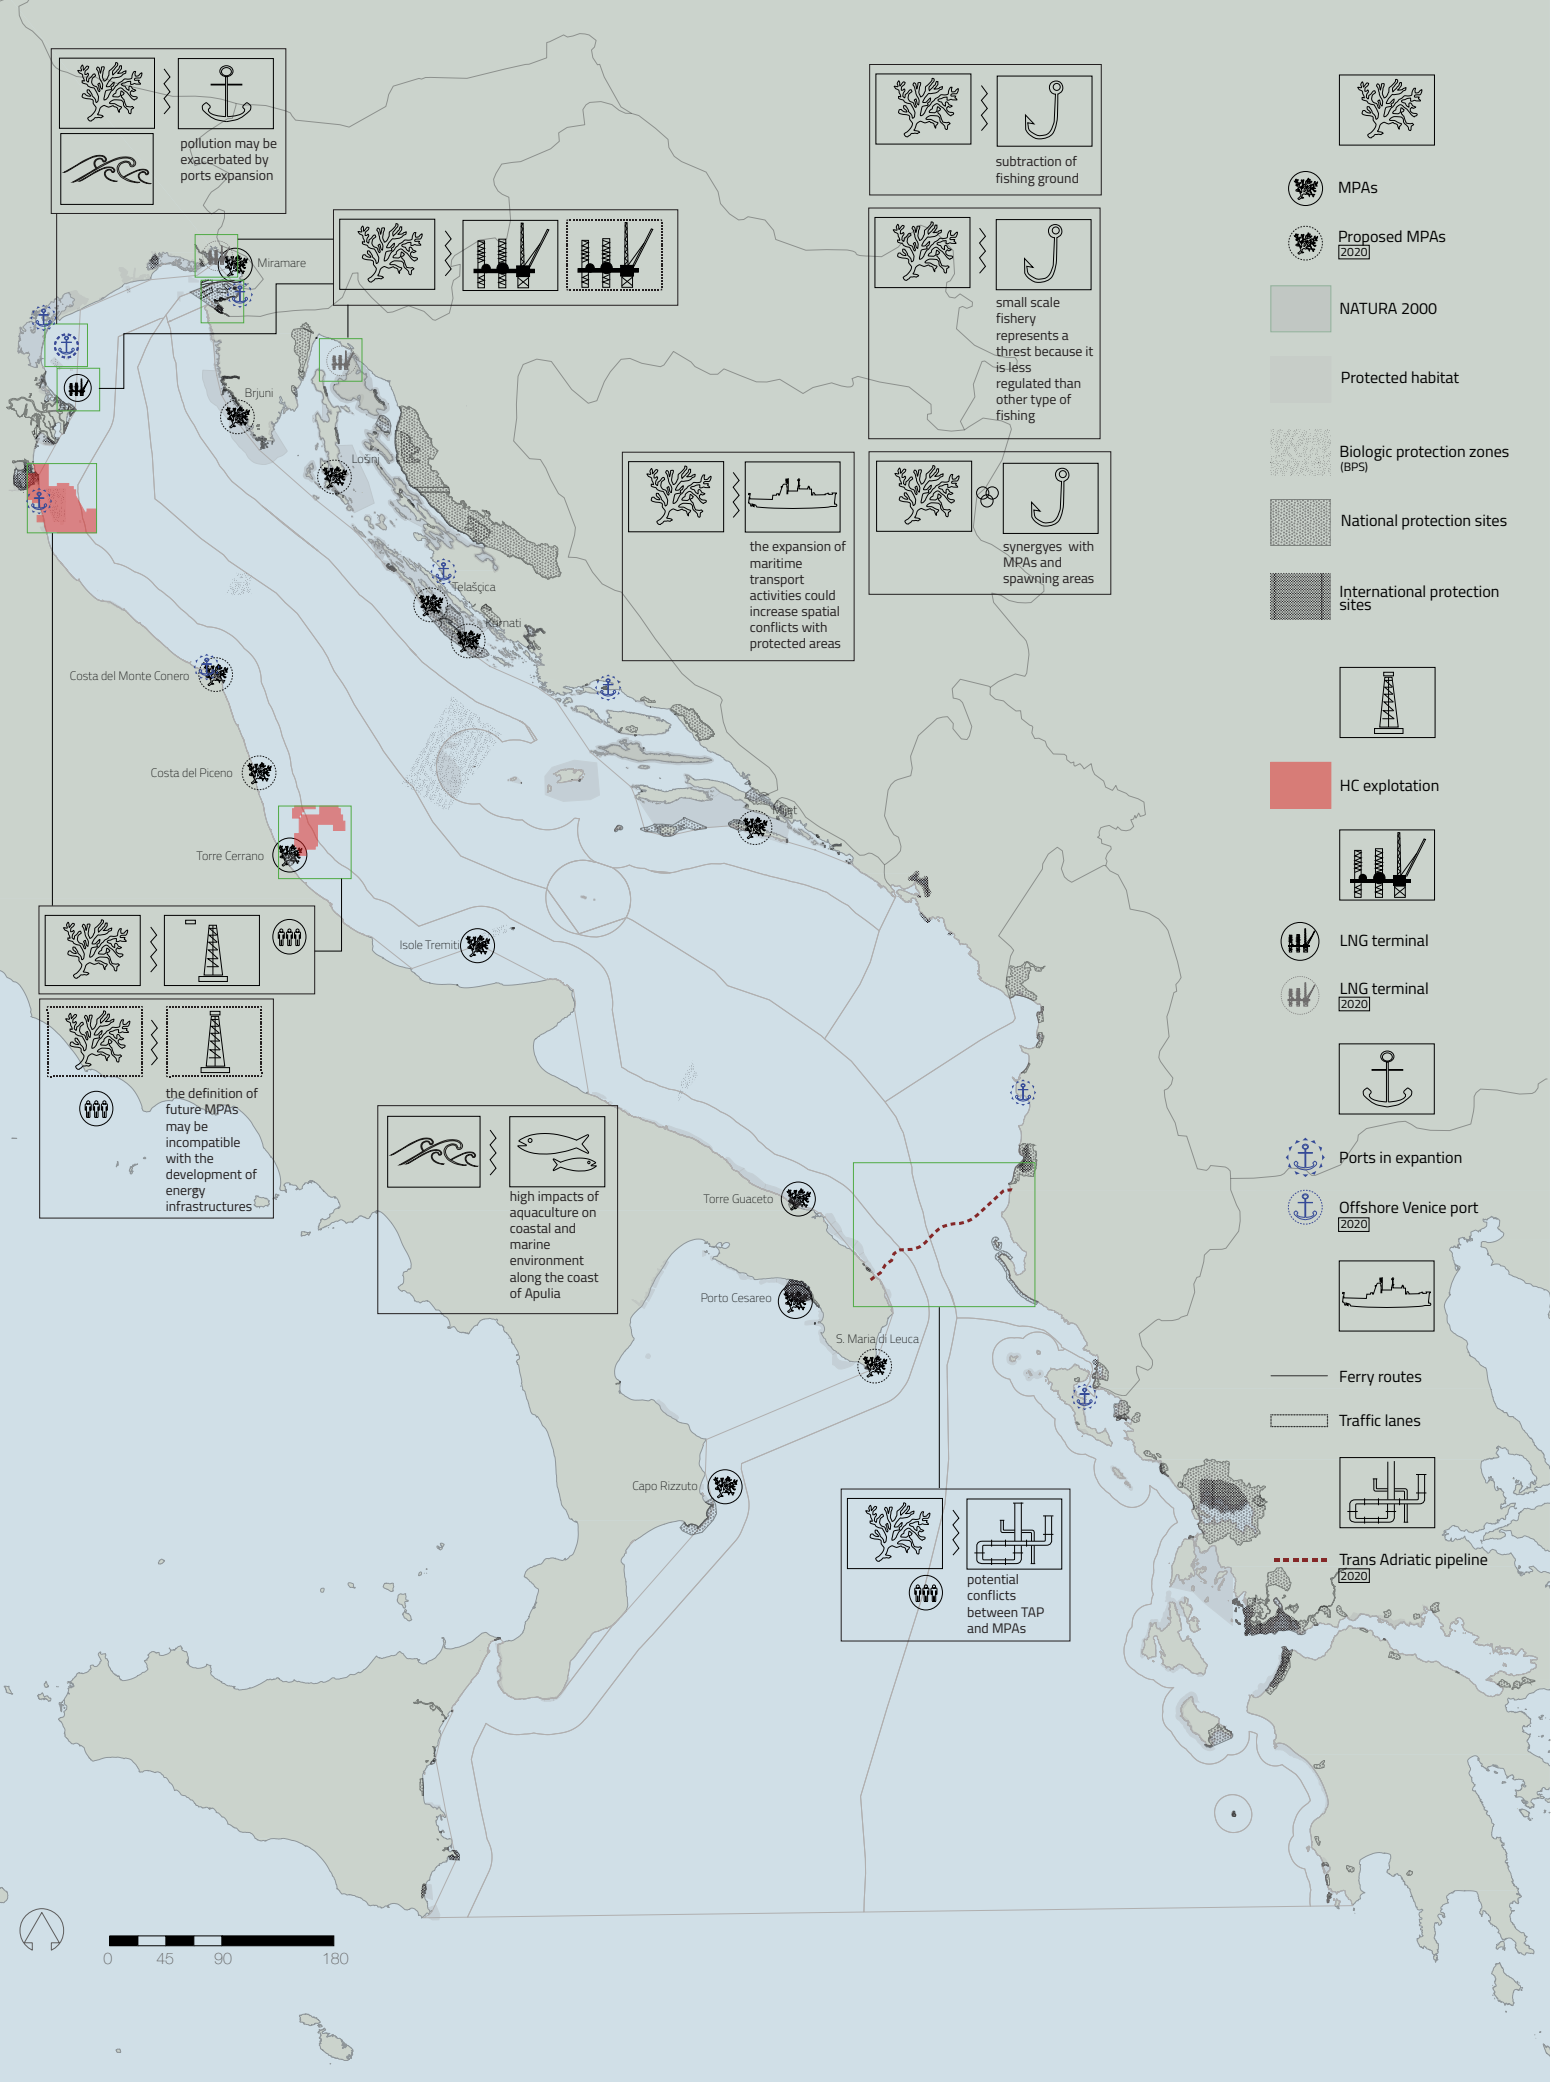 pollution may be
exacerbated by
ports expansion
subtraction of
fishing ground
small scale
fishery
represents a
threst because it
is less
regulated than
other type of
fishing
synergyes with
MPAs and
spawning areas
the expansion of
maritime
transport
activities could
increase spatial
conflicts with
protected areas
Miramare
Brjuni
Lošinj
Telašçica
Kornati
Costa del Monte Conero
Costa del Piceno
Mljet
Torre Cerrano
Isole Tremiti
the definition of
future MPAs
may be
incompatible
with the
development of
energy
infrastructures
high impacts of
aquaculture on
coastal and
marine
environment
along the coast
of Apulia
Torre Guaceto
Porto Cesareo
S. Maria di Leuca
Capo Rizzuto
potential
conflicts
between TAP
and MPAs
0 45 90 180
MPAs
Proposed MPAs
2020
NATURA 2000
Protected habitat
Biologic protection zones
(BPS)
National protection sites
International protection
sites
HC explotation
LNG terminal
LNG terminal
2020
Ports in expantion
Offshore Venice port
2020
Ferry routes
Traffic lanes
Trans Adriatic pipeline
2020